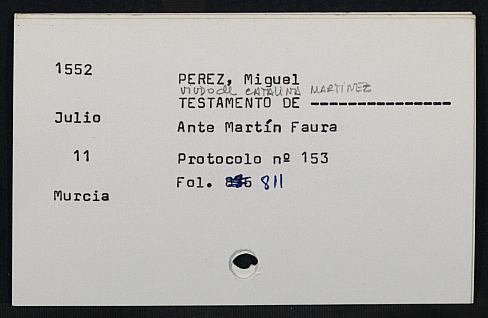 1552
PEREZ, Miguel
viudo de CATALINA MARTINEZ
TESTAMENTO DE ----------------
Julio
Ante Martín Faura
11
Protocolo nº 153
Fol. 811
Murcia